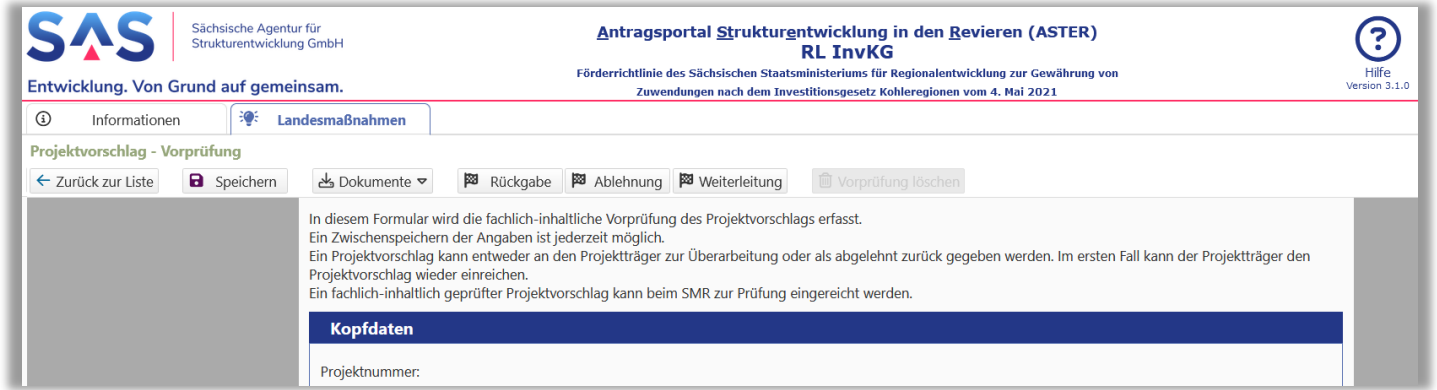 SAS
Sächsische Agentur für
Strukturentwicklung GmbH
Entwicklung. Von Grund auf gemeinsam.
Antragsportal Strukturentwicklung in den Revieren (ASTER)
RL InvKG
Förderrichtlinie des Sächsischen Staatsministeriums für Regionalentwicklung zur Gewährung von
Zuwendungen nach dem Investitionsgesetz Kohleregionen vom 4. Mai 2021
?
Hilfe
Version 3.1.0
Informationen
Landesmaßnahmen
Projektvorschlag - Vorprüfung
Zurück zur Liste
Speichern
Dokumente
Rückgabe
Ablehnung
Weiterleitung
Vorprüfung löschen
In diesem Formular wird die fachlich-inhaltliche Vorprüfung des Projektvorschlags erfasst.
Ein Zwischenspeichern der Angaben ist jederzeit möglich.
Ein Projektvorschlag kann entweder an den Projektträger zur Überarbeitung oder als abgelehnt zurück gegeben werden. Im ersten Fall kann der Projektträger den
Projektvorschlag wieder einreichen.
Ein fachlich-inhaltlich geprüfter Projektvorschlag kann beim SMR zur Prüfung eingereicht werden.
Kopfdaten
Projektnummer: